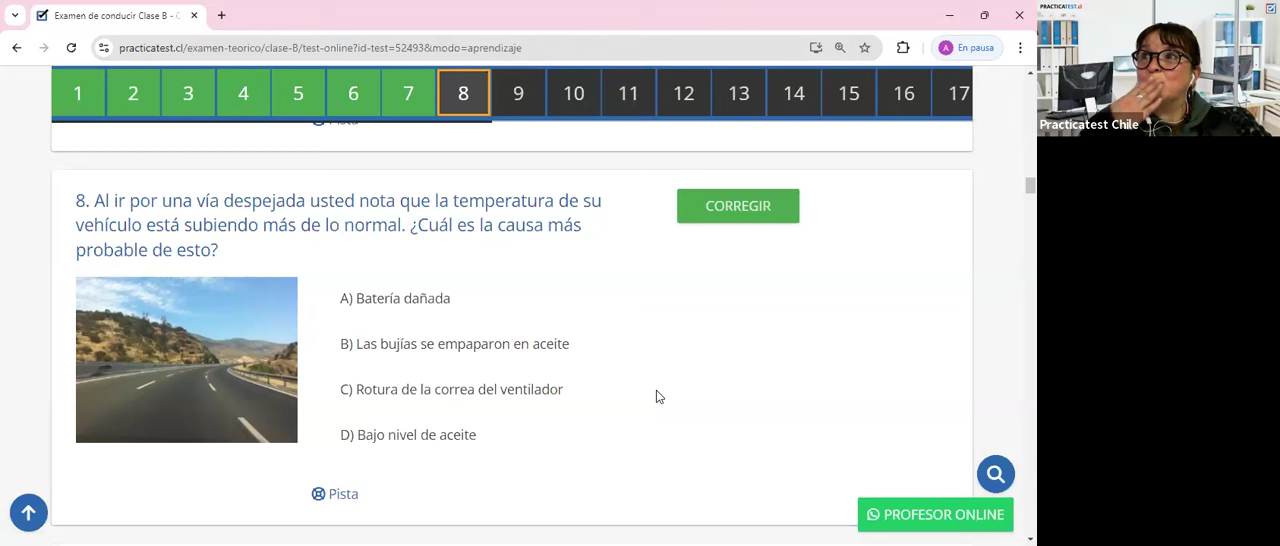 Examen de conducir Clase B - C
En pausa
practicatest.cl/examen-teorico/clase-B/test-online?id-test=52493&modo=aprendizaje
1 2 3 4 5 6 7 8 9 10 11 12 13 14 15 16 17
Pista
8. Al ir por una vía despejada usted nota que la temperatura de su
vehículo está subiendo más de lo normal. ¿Cuál es la causa más
probable de esto?
CORREGIR
A) Batería dañada
B) Las bujías se empaparon en aceite
C) Rotura de la correa del ventilador
D) Bajo nivel de aceite
Pista
PROFESOR ONLINE
PRACTICATEST.cl
Practicatest Chile